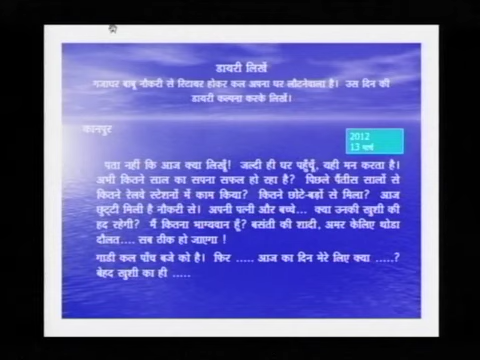 डायरी लिखें
गजाधर बाबू नौकरी से रिटायर होकर कल अपना घर लौटनेवाला है। उस दिन की
डायरी कल्पना करके लिखें।
कानपुर
2012
13 मार्च
पता नहीं कि आज क्या लिखूँ! जल्दी ही घर पहुँचूँ, यही मन करता है।
अभी कितने साल का सपना सफल हो रहा है? पिछले पैंतीस सालों से
कितने रेलवे स्टेशनों में काम किया? कितने छोटे-बड़ों से मिला? आज
छुट्टी मिली है नौकरी से। अपनी पत्नी और बच्चे... क्या उनकी खुशी की
हद रहेगी? मैं कितना भाग्यवान हूँ? बसंती की शादी, अमर केलिए थोडा
दौलत.... सब ठीक हो जाएगा !
गाडी कल पाँच बजे को है। फिर ..... आज का दिन मेरे लिए क्या .....?
बेहद खुशी का ही .....